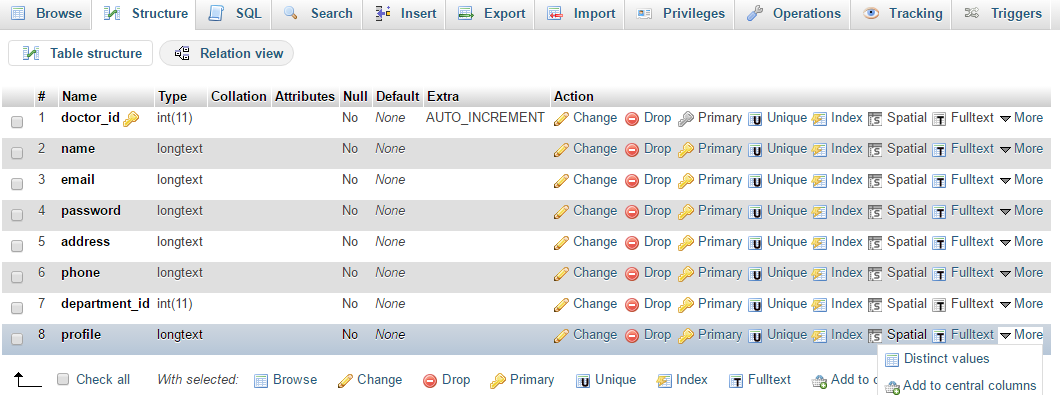 Browse Structure SQL Search Insert Export Import Privileges Operations Tracking Triggers
Table structure Relation view
# Name Type Collation Attributes Null Default Extra Action
1 doctor_id int(11) No None AUTO_INCREMENT Change Drop Primary Unique Index Spatial Fulltext More
2 name longtext No None Change Drop Primary Unique Index Spatial Fulltext More
3 email longtext No None Change Drop Primary Unique Index Spatial Fulltext More
4 password longtext No None Change Drop Primary Unique Index Spatial Fulltext More
5 address longtext No None Change Drop Primary Unique Index Spatial Fulltext More
6 phone longtext No None Change Drop Primary Unique Index Spatial Fulltext More
7 department_id int(11) No None Change Drop Primary Unique Index Spatial Fulltext More
8 profile longtext No None Change Drop Primary Unique Index Spatial Fulltext More
Distinct values
Check all With selected: Browse Change Drop Primary Unique Index Fulltext Add to Add to central columns